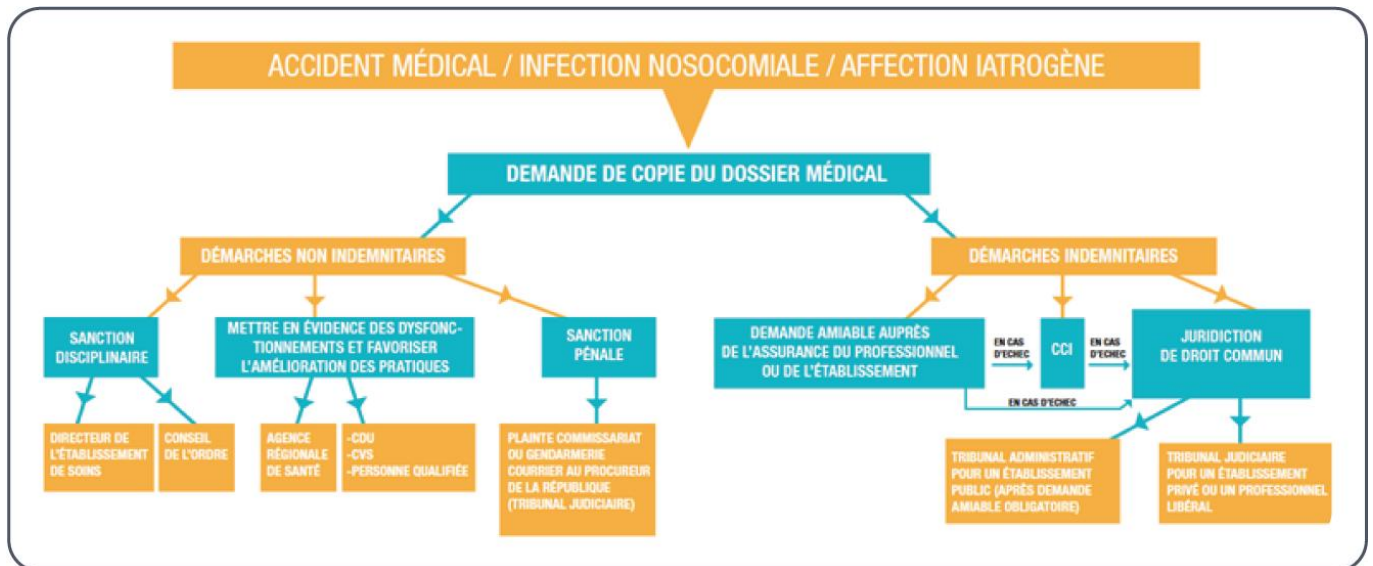 ACCIDENT MÉDICAL / INFECTION NOSOCOMIALE / AFFECTION IATROGÈNE
DEMANDE DE COPIE DU DOSSIER MÉDICAL
DÉMARCHES NON INDEMNITAIRES
SANCTION
DISCIPLINAIRE
METTRE EN ÉVIDENCE DES DYSFONC-
TIONNEMENTS ET FAVORISER
L'AMÉLIORATION DES PRATIQUES
SANCTION
PÉNALE
DIRECTEUR DE
L'ÉTABLISSEMENT
DE SOINS
CONSEIL
DE L'ORDRE
AGENCE
RÉGIONALE
DE SANTÉ
-CDU
-CVS
-PERSONNE QUALIFIÉE
PLAINTE COMMISSARIAT
OU GENDARMERIE
COURRIER AU PROCUREUR
DE LA RÉPUBLIQUE
(TRIBUNAL JUDICIAIRE)
DÉMARCHES INDEMNITAIRES
DEMANDE AMIABLE AUPRÈS
DE L'ASSURANCE DU PROFESSIONNEL
OU DE L'ÉTABLISSEMENT
EN CAS
D'ECHEC
CCI
EN CAS
D'ECHEC
JURIDICTION
DE DROIT COMMUN
EN CAS D'ECHEC
TRIBUNAL ADMINISTRATIF
POUR UN ÉTABLISSEMENT
PUBLIC (APRÈS DEMANDE
AMIABLE OBLIGATOIRE)
TRIBUNAL JUDICIAIRE
POUR UN ÉTABLISSEMENT
PRIVÉ OU UN PROFESSIONNEL
LIBÉRAL